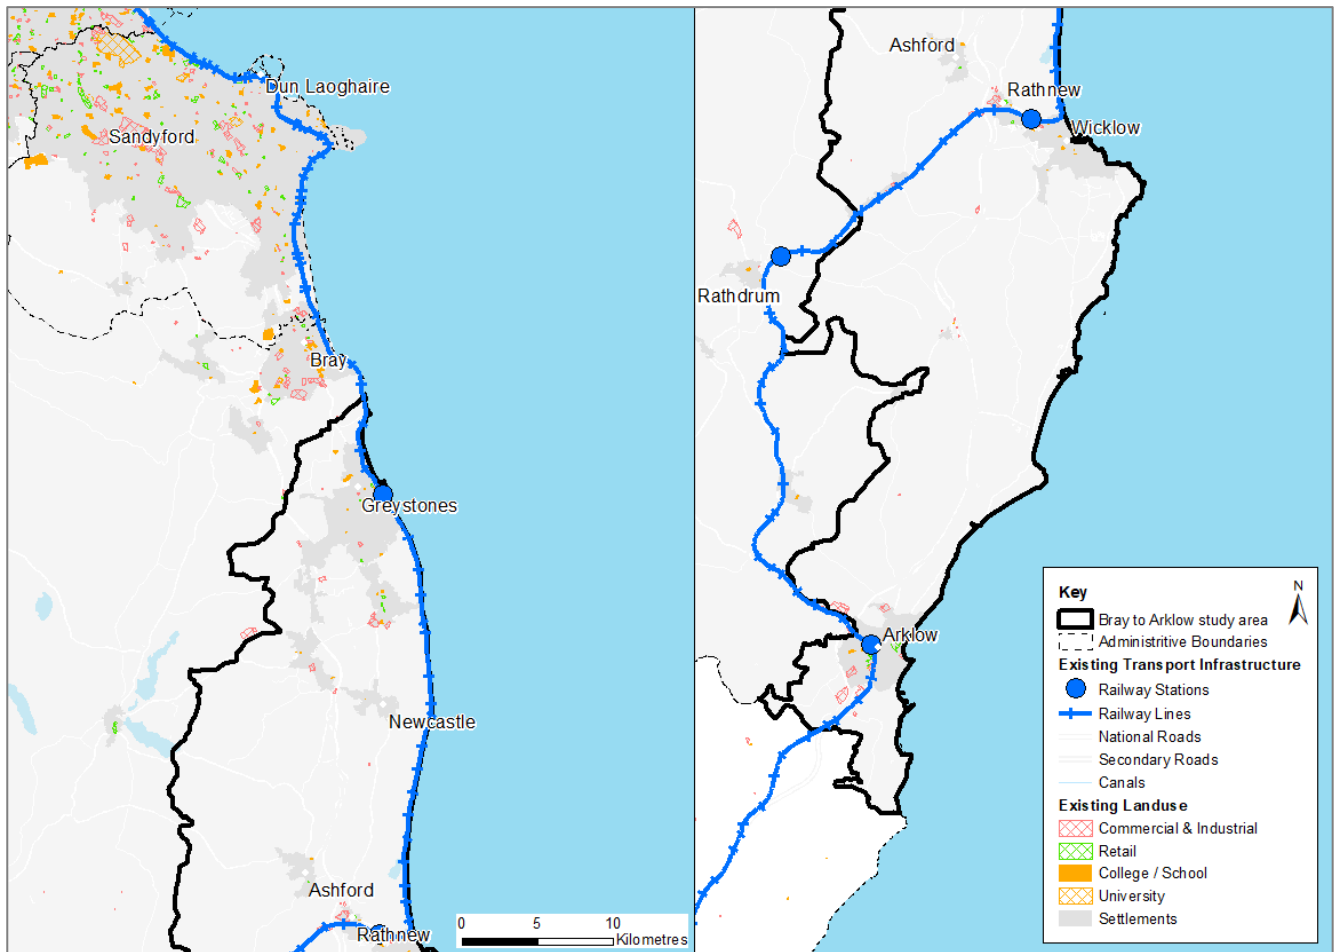 Dun Laoghaire
Sandyford
Bray
Greystones
Newcastle
Ashford
Rathnew
0 5 10
Kilometres
Ashford
Rathnew
Wicklow
Rathdrum
Arklow
Key
N
Bray to Arklow study area
Administritive Boundaries
Existing Transport Infrastructure
Railway Stations
Railway Lines
National Roads
Secondary Roads
Canals
Existing Landuse
Commercial & Industrial
Retail
College / School
University
Settlements